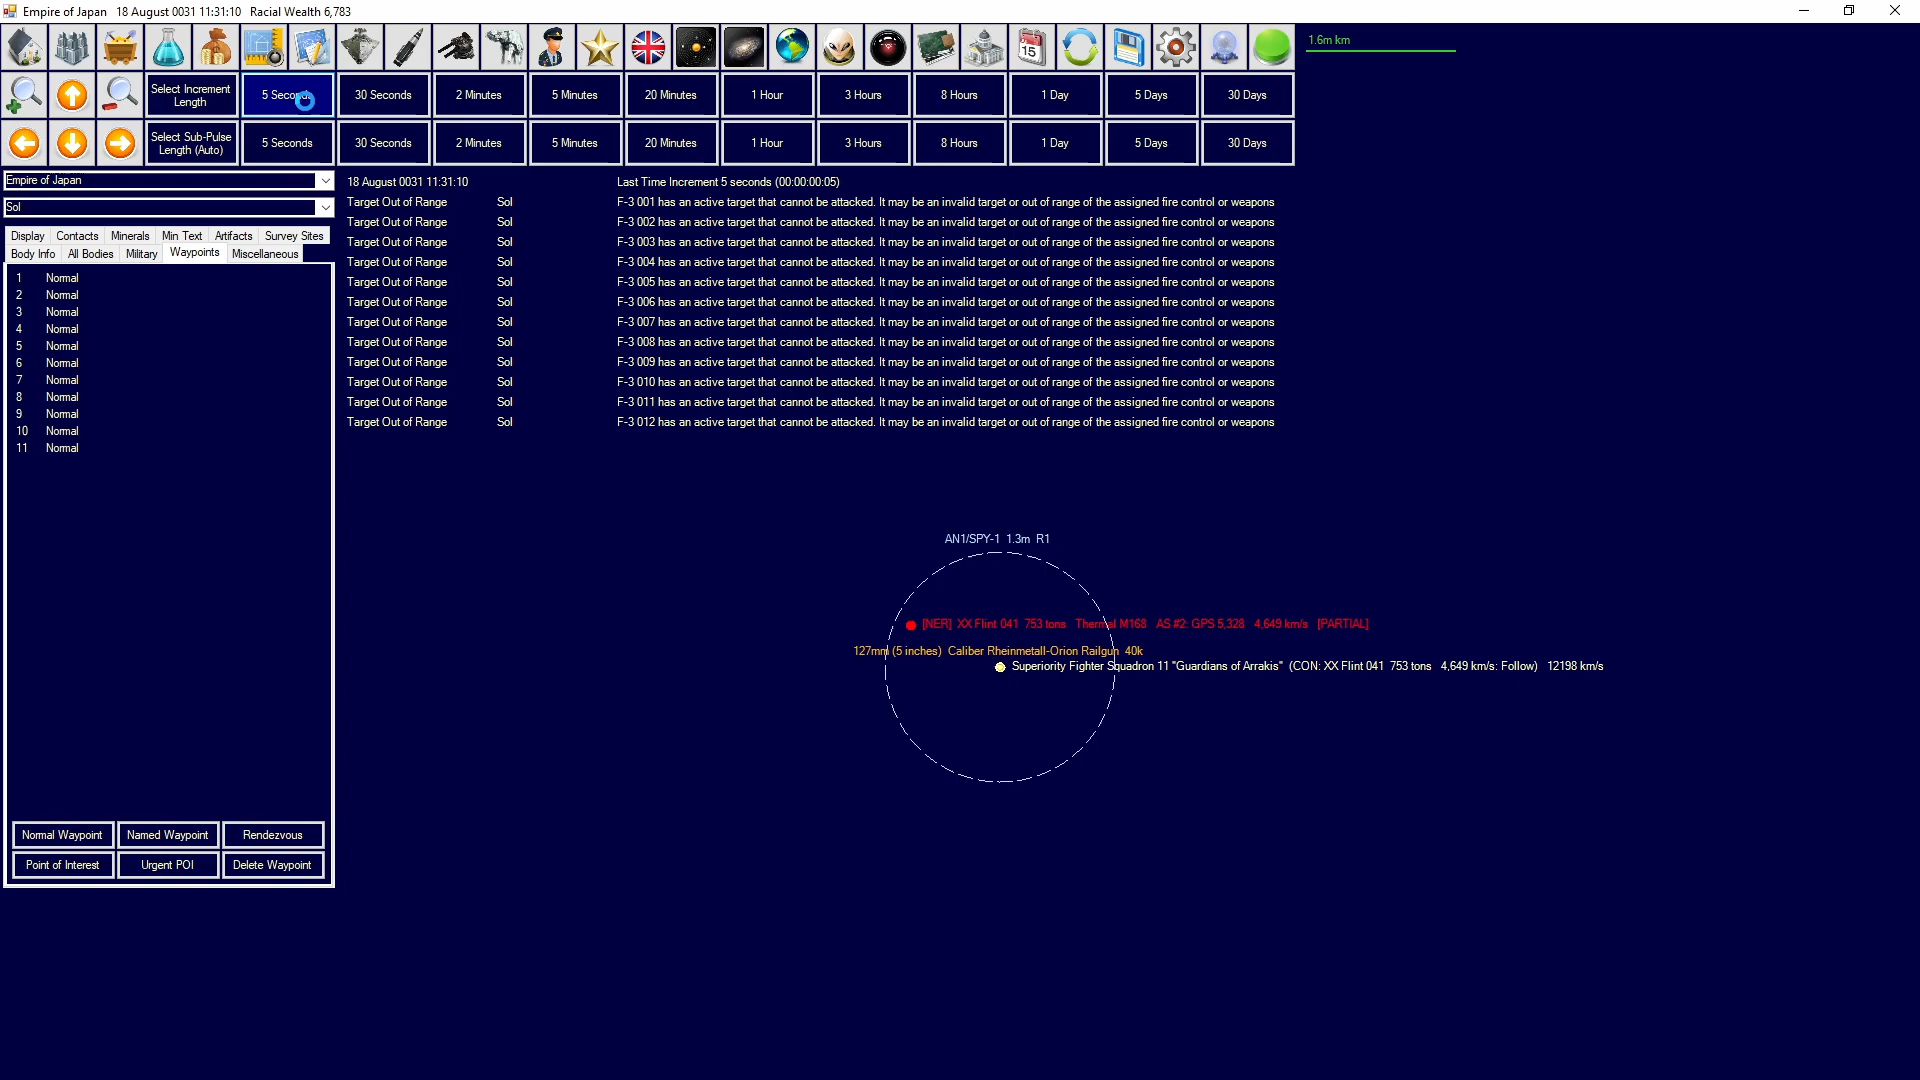 Empire of Japan   18 August 0031 11:31:10   Racial Wealth 6,783
15
1.6m km
Select Increment Length
5 Seconds
30 Seconds
2 Minutes
5 Minutes
20 Minutes
1 Hour
3 Hours
8 Hours
1 Day
5 Days
30 Days
Select Sub-Pulse Length (Auto)
5 Seconds
30 Seconds
2 Minutes
5 Minutes
20 Minutes
1 Hour
3 Hours
8 Hours
1 Day
5 Days
30 Days
Empire of Japan
Sol
Display Contacts Minerals Min Text Artifacts Survey Sites
Body Info All Bodies Military Waypoints Miscellaneous
1 Normal
2 Normal
3 Normal
4 Normal
5 Normal
6 Normal
7 Normal
8 Normal
9 Normal
10 Normal
11 Normal
Normal Waypoint Named Waypoint Rendezvous
Point of Interest Urgent POI Delete Waypoint
18 August 0031 11:31:10 Last Time Increment 5 seconds (00:00:00:05)
Target Out of Range Sol F-3 001 has an active target that cannot be attacked. It may be an invalid target or out of range of the assigned fire control or weapons
Target Out of Range Sol F-3 002 has an active target that cannot be attacked. It may be an invalid target or out of range of the assigned fire control or weapons
Target Out of Range Sol F-3 003 has an active target that cannot be attacked. It may be an invalid target or out of range of the assigned fire control or weapons
Target Out of Range Sol F-3 004 has an active target that cannot be attacked. It may be an invalid target or out of range of the assigned fire control or weapons
Target Out of Range Sol F-3 005 has an active target that cannot be attacked. It may be an invalid target or out of range of the assigned fire control or weapons
Target Out of Range Sol F-3 006 has an active target that cannot be attacked. It may be an invalid target or out of range of the assigned fire control or weapons
Target Out of Range Sol F-3 007 has an active target that cannot be attacked. It may be an invalid target or out of range of the assigned fire control or weapons
Target Out of Range Sol F-3 008 has an active target that cannot be attacked. It may be an invalid target or out of range of the assigned fire control or weapons
Target Out of Range Sol F-3 009 has an active target that cannot be attacked. It may be an invalid target or out of range of the assigned fire control or weapons
Target Out of Range Sol F-3 010 has an active target that cannot be attacked. It may be an invalid target or out of range of the assigned fire control or weapons
Target Out of Range Sol F-3 011 has an active target that cannot be attacked. It may be an invalid target or out of range of the assigned fire control or weapons
Target Out of Range Sol F-3 012 has an active target that cannot be attacked. It may be an invalid target or out of range of the assigned fire control or weapons
AN1/SPY-1 1.3m R1
[NER] XX Flint 041 753 tons Thermal M168 AS #2: GPS 5,328 4,649 km/s [PARTIAL]
127mm (5 inches) Caliber Rheinmetall-Orion Railgun 40k
Superiority Fighter Squadron 11 "Guardians of Arrakis" (CON: XX Flint 041 753 tons 4,649 km/s: Follow) 12198 km/s